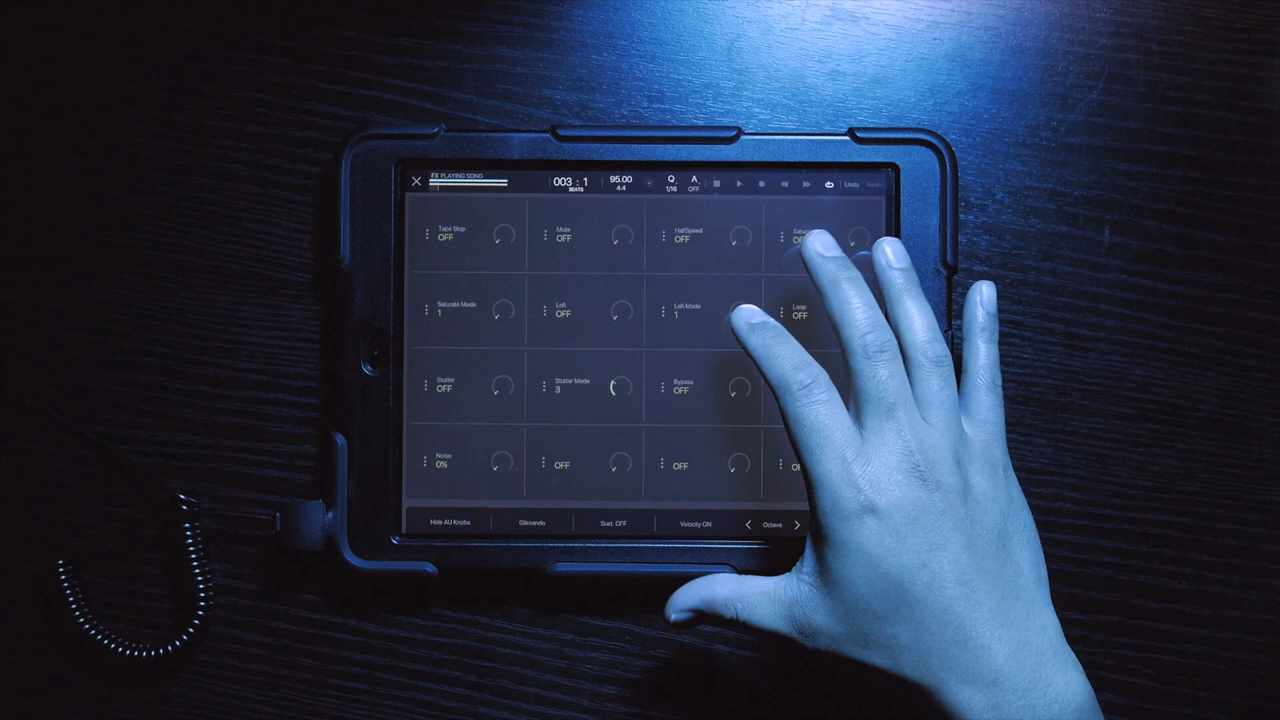 FX PLAYING SONG
003 : 1
BEATS
95.00
4:4
Q
1/16
A
OFF
Undo
Redo
Tape Stop
OFF
Mute
OFF
HalfSpeed
OFF
Saturate Mode
1
Lofi
OFF
Lofi Mode
1
Loop
OFF
Stutter
OFF
Stutter Mode
3
Bypass
OFF
Noise
0%
OFF
OFF
Hide AU Knobs
Glissando
Sust. OFF
Velocity ON
Octave